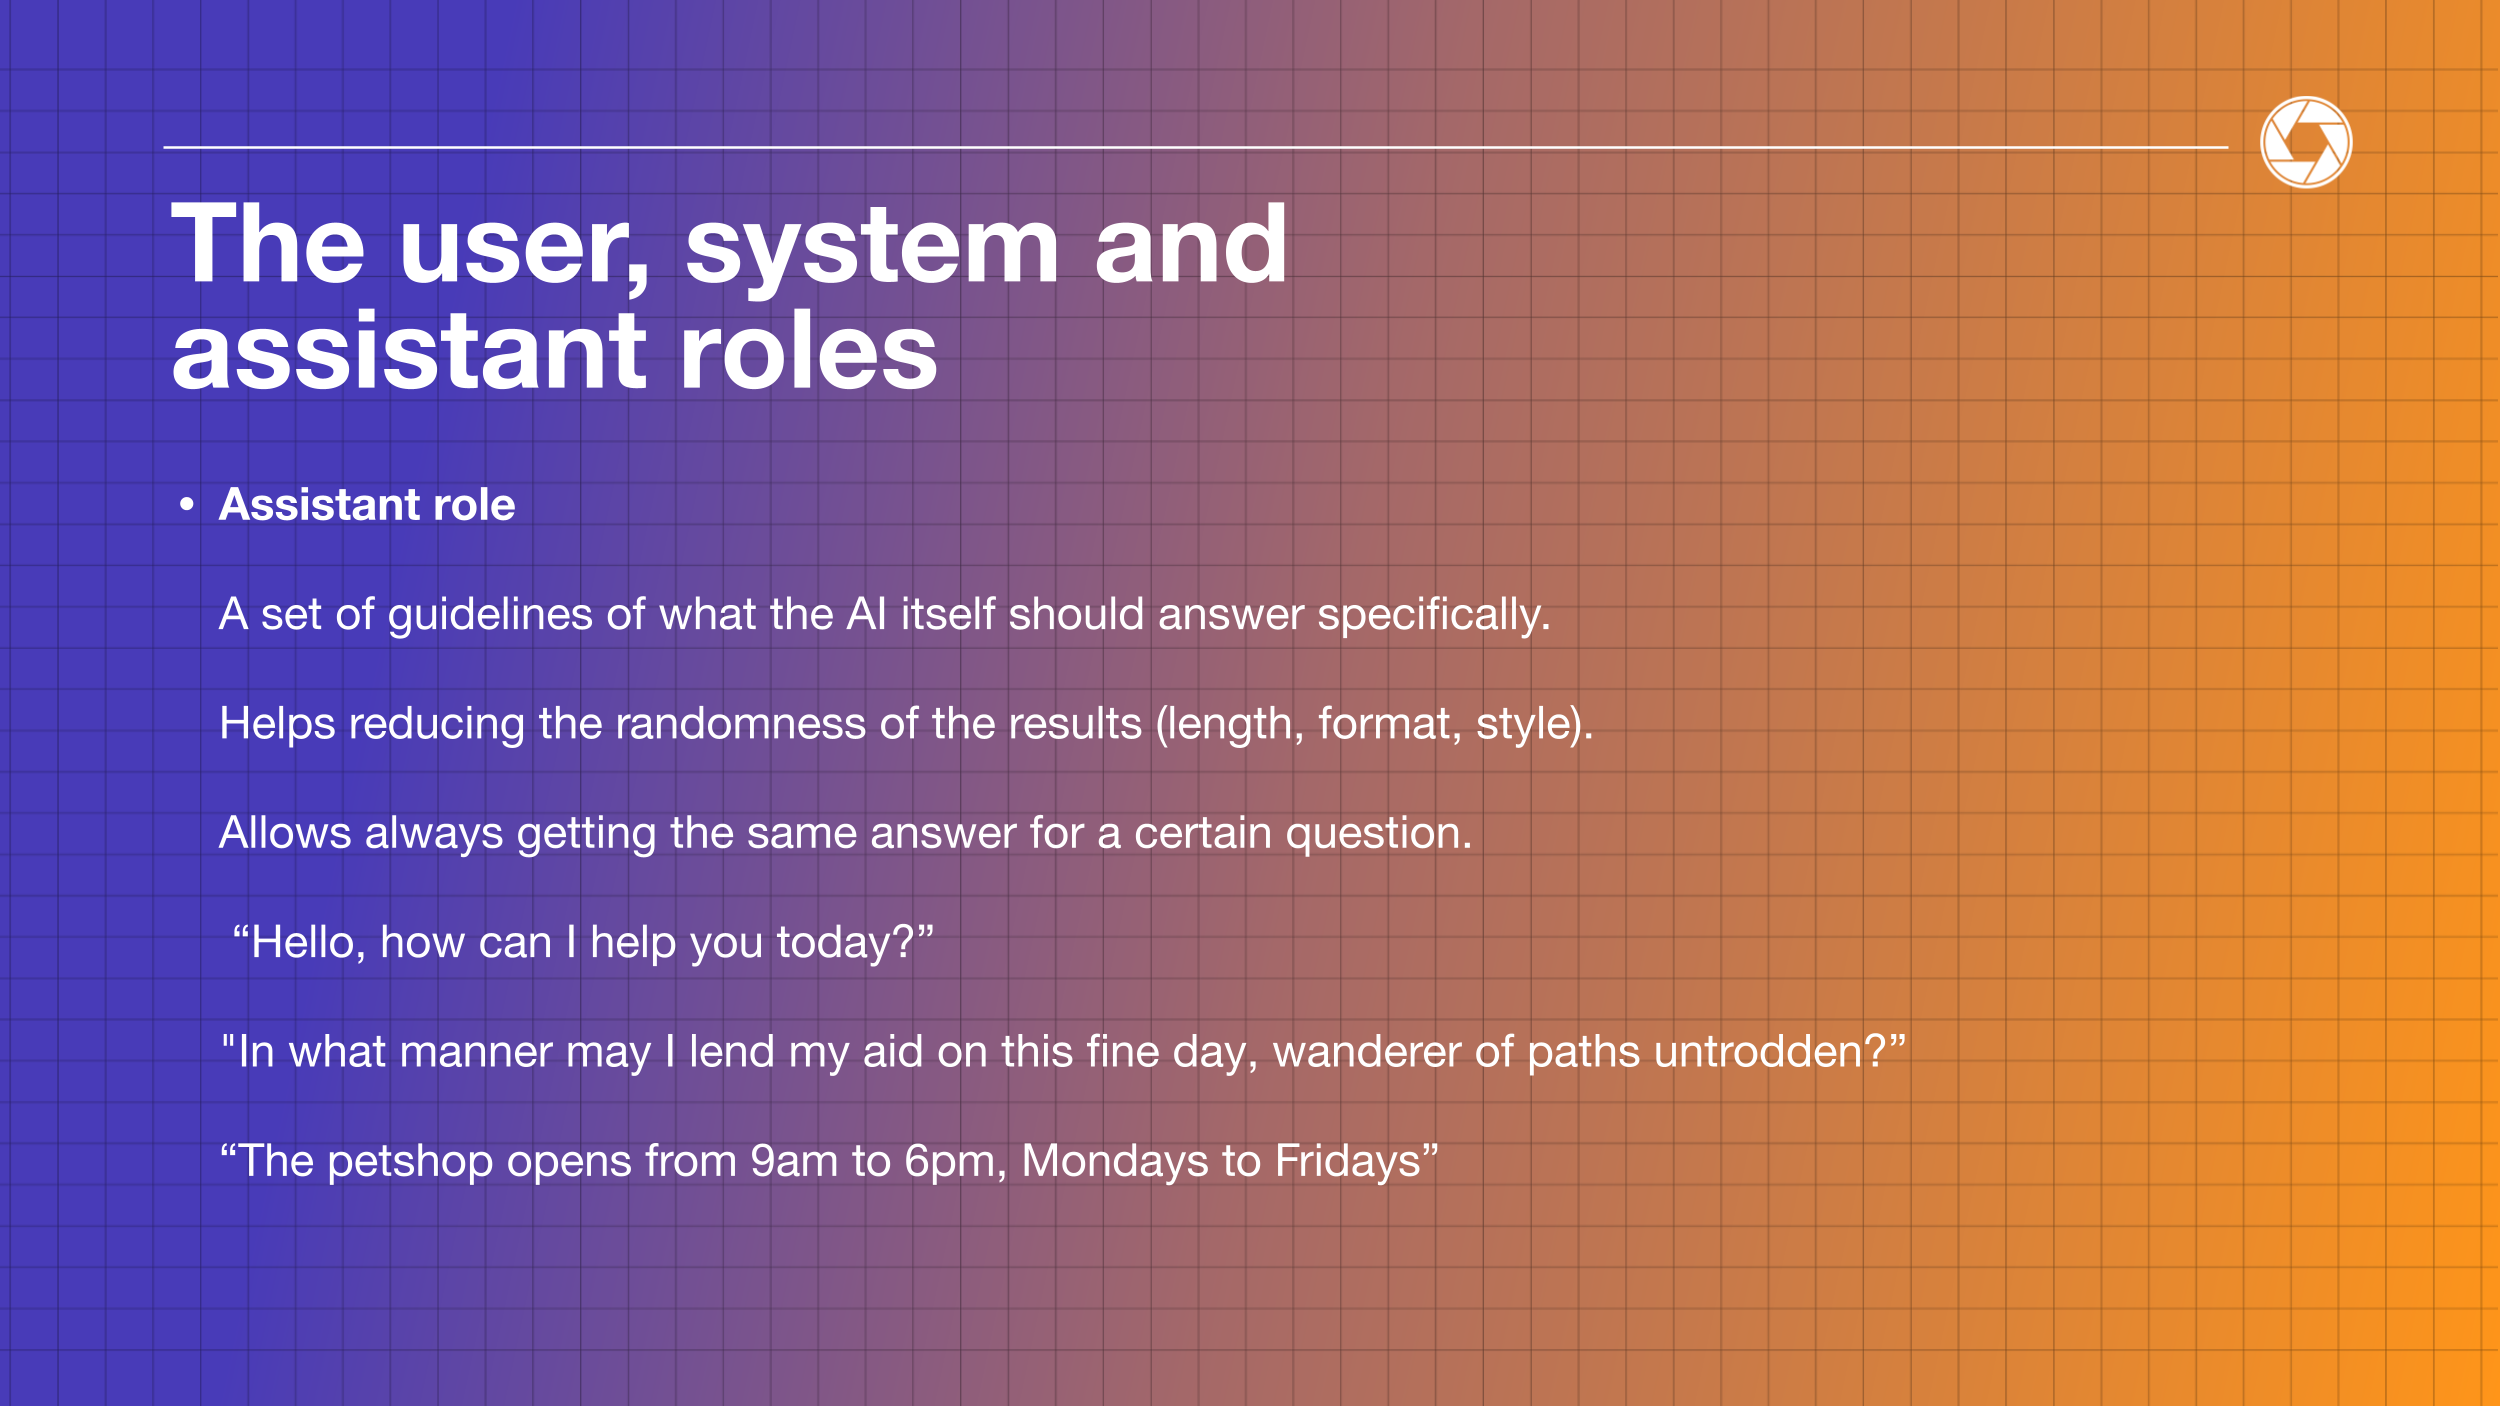 The user, system and
assistant roles
• Assistant role
A set of guidelines of what the AI itself should answer specifically.
Helps reducing the randomness of the results (length, format, style).
Allows always getting the same answer for a certain question.
“Hello, how can I help you today?”
"In what manner may I lend my aid on this fine day, wanderer of paths untrodden?”
“The petshop opens from 9am to 6pm, Mondays to Fridays”